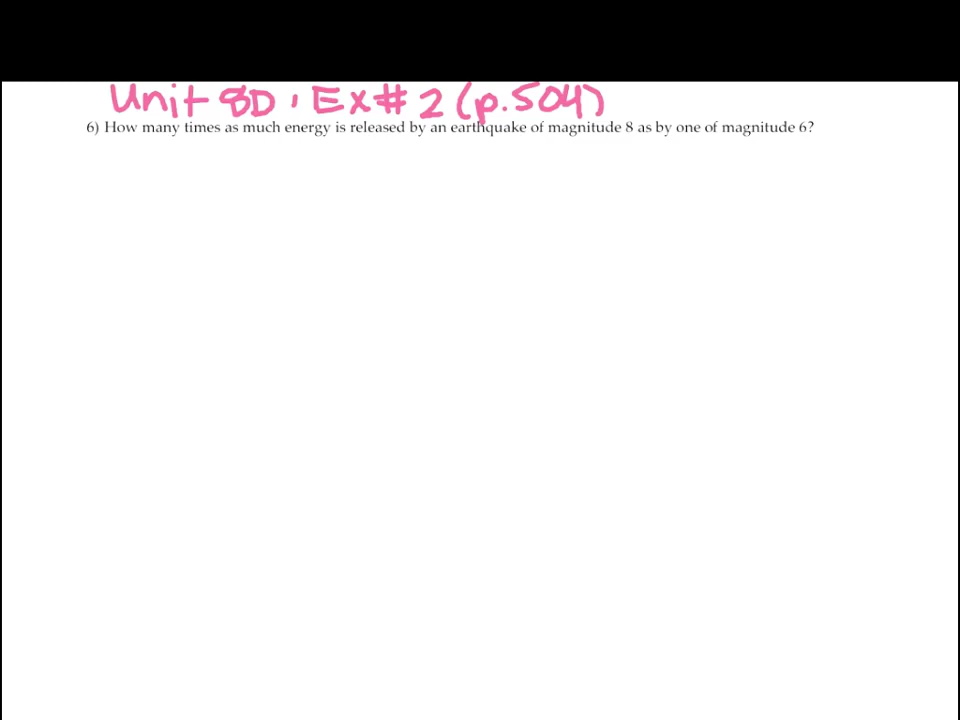 Unit 8D, Ex# 2 (p.504)
6) How many times as much energy is released by an earthquake of magnitude 8 as by one of magnitude 6?